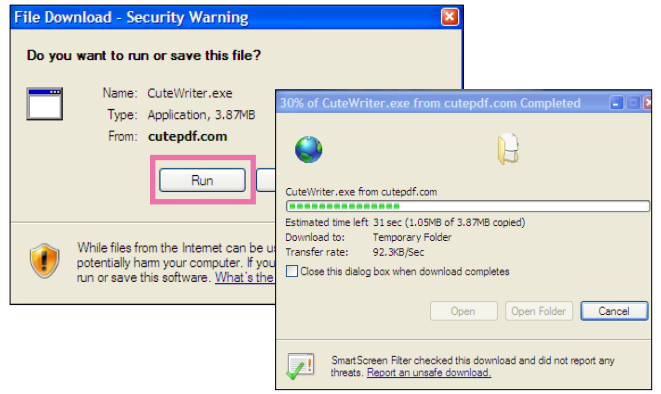 File Download - Security Warning
Do you want to run or save this file?
Name: CuteWriter.exe
Type: Application, 3.87MB
From: cutepdf.com
Run
While files from the Internet can be
potentially harm your computer. If you
run or save this software. What's the
30% of CuteWriter.exe from cutepdf.com Completed
CuteWriter.exe from cutepdf.com
Estimated time left 31 sec (1.05MB of 3.87MB copied)
Download to: Temporary Folder
Transfer rate: 92.3KB/Sec
Close this dialog box when download completes
Open
Open Folder
Cancel
SmartScreen Filter checked this download and did not report any
threats. Report an unsafe download.